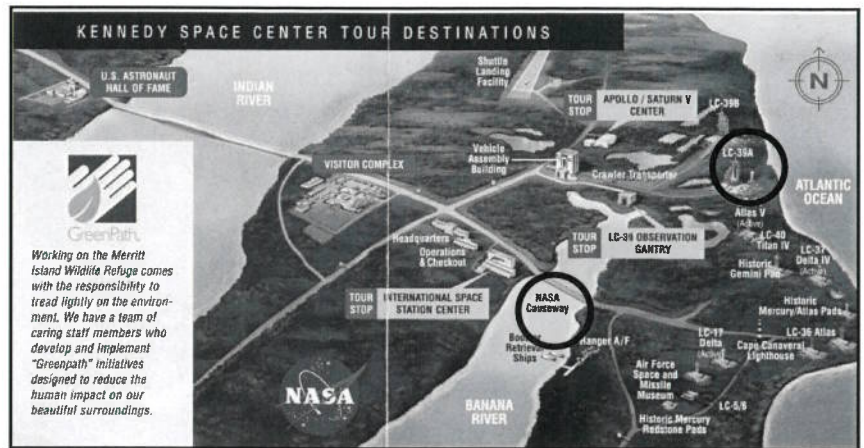 KENNEDY SPACE CENTER TOUR DESTINATIONS
U.S. ASTRONAUT
HALL OF FAME
INDIAN
RIVER
Shuttle
Landing
Facility
TOUR
STOP
APOLLO / SATURN V
CENTER
LC-39B
N
VISITOR COMPLEX
Vehicle
Assembly
Building
Crawler Transporter
LC-39A
ATLANTIC
OCEAN
GreenPath
Working on the Merritt
Island Wildlife Refuge comes
with the responsibility to
tread lightly on the environ-
ment. We have a team of
caring staff members who
develop and implement
"Greenpath" initiatives
designed to reduce the
human impact on our
beautiful surroundings.
Headquarters
Operations
& Checkout
TOUR
STOP
LC-39 OBSERVATION
GANTRY
Atlas V
(Active)
LC-40
Titan IV
LC-37
Delta IV
(Active)
Historic
Gemini Pad
TOUR
STOP
INTERNATIONAL SPACE
STATION CENTER
NASA
Causeway
Historic
Mercury/Atlas Pads
Booster
Retrieval
Ships
Hanger A/F
LC-17
Delta
(Active)
LC-36 Atlas
Cape Canaveral
Lighthouse
Air Force
Space and
Missile
Museum
LC-5/6
NASA
BANANA
RIVER
Historic Mercury
Redstone Pads